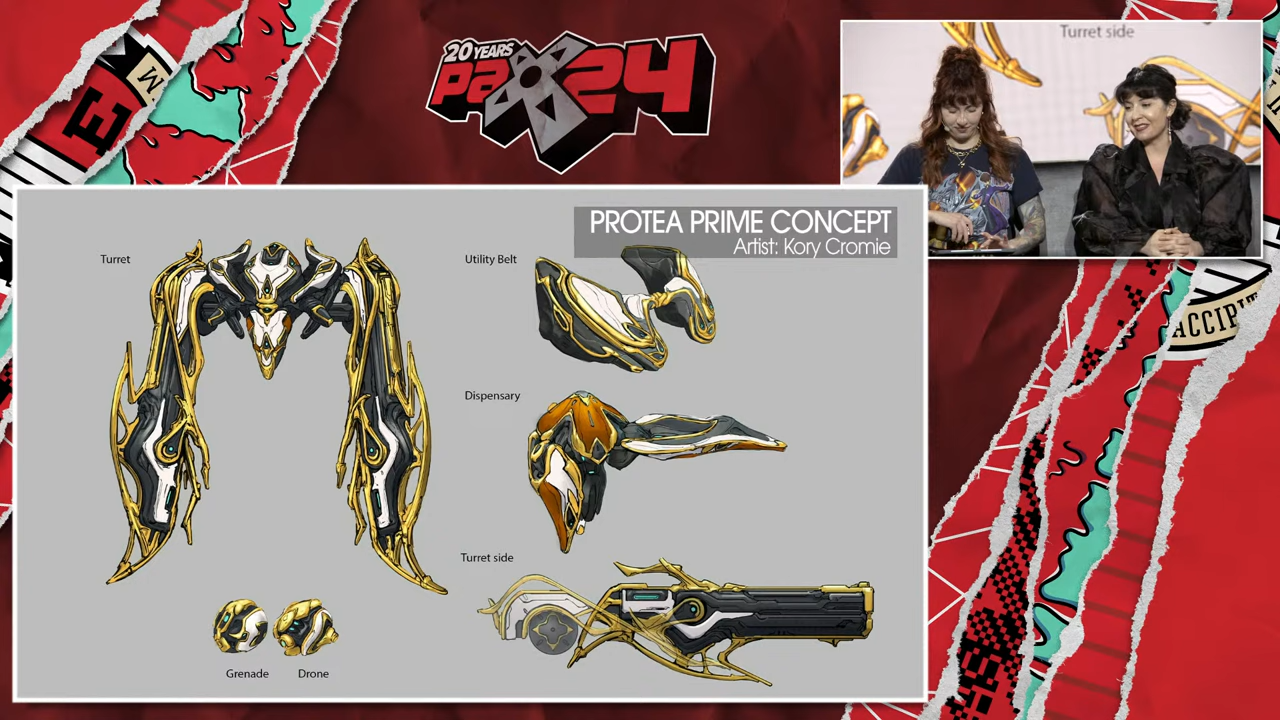 20 YEARS
PAX24
Turret side
PROTEA PRIME CONCEPT
Artist: Kory Cromie
Turret
Utility Belt
Dispensary
Turret side
Grenade
Drone
E
M
ACCIPIT